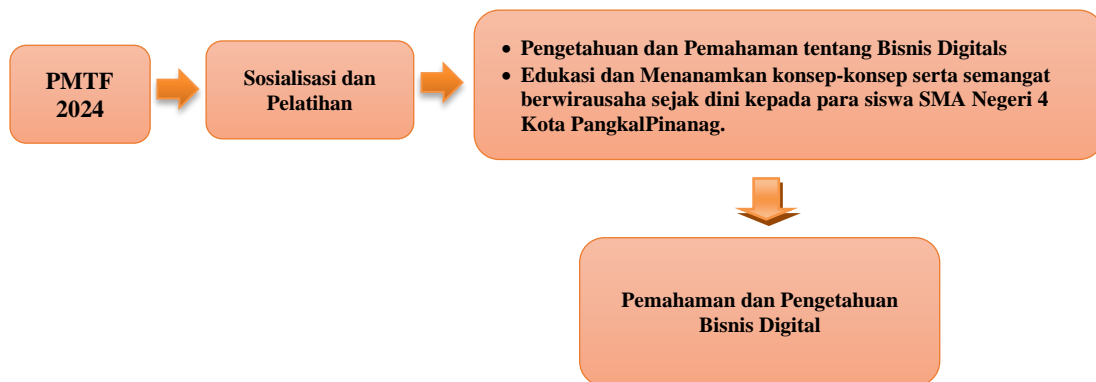 PMTF
2024
Sosialisasi dan
Pelatihan
• Pengetahuan dan Pemahaman tentang Bisnis Digitals
• Edukasi dan Menanamkan konsep-konsep serta semangat
berwirausaha sejak dini kepada para siswa SMA Negeri 4
Kota PangkalPinanag.
Pemahaman dan Pengetahuan
Bisnis Digital